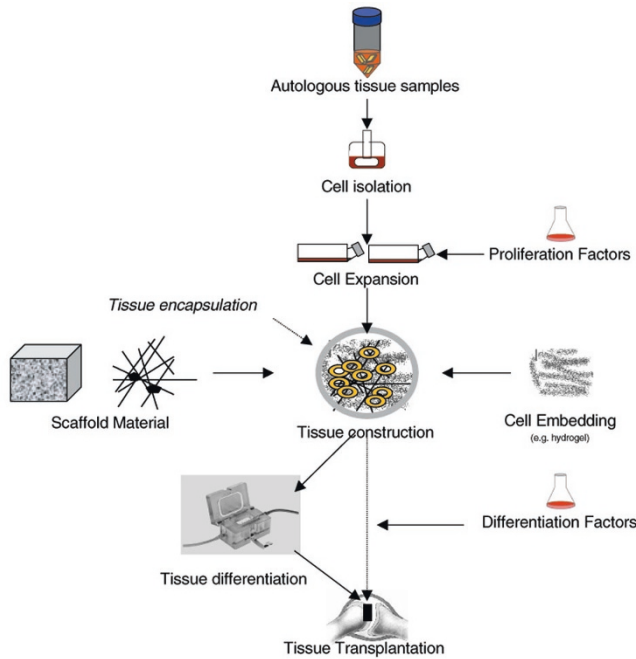 Autologous tissue samples
Cell isolation
Proliferation Factors
Cell Expansion
Tissue encapsulation
Scaffold Material
Tissue construction
Cell Embedding
(e.g. hydrogel)
Differentiation Factors
Tissue differentiation
Tissue Transplantation